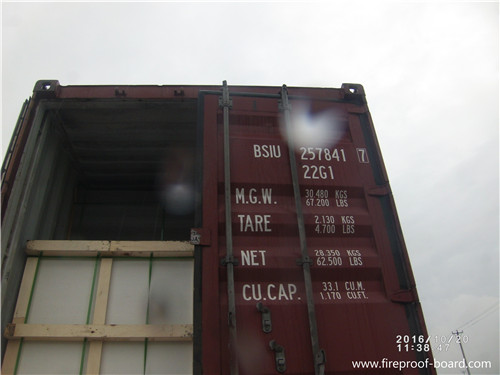 BSIU 257841 7
22G1
M.G.W. 30.480 KGS
67.200 LBS
TARE 2.130 KGS
4.700 LBS
NET 28.350 KGS
62.500 LBS
CU.CAP. 33.1 CU.M.
1.170 CU.FT.
2016/10/20
11:38:47
www.fireproof-board.com